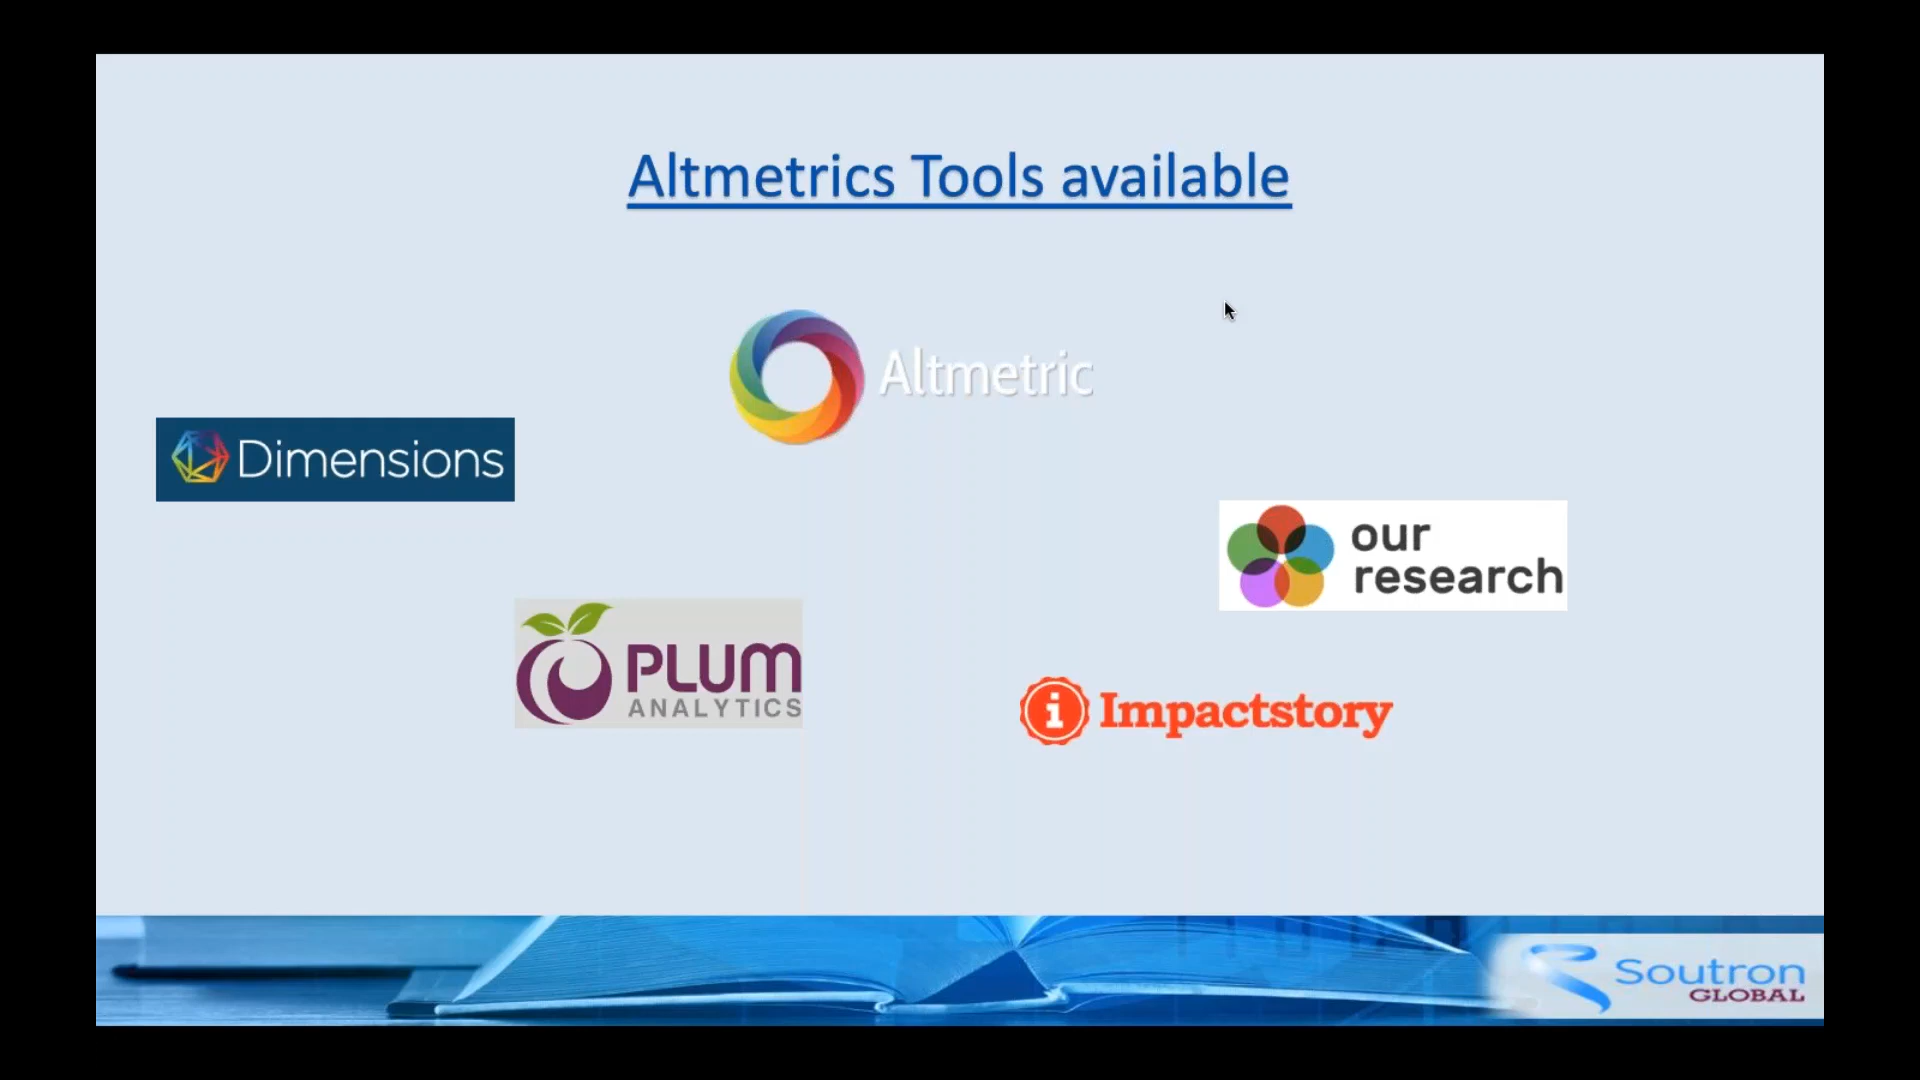 Altmetrics Tools available
Altmetric
Dimensions
our
research
PLUM
ANALYTICS
i Impactstory
Soutron
GLOBAL